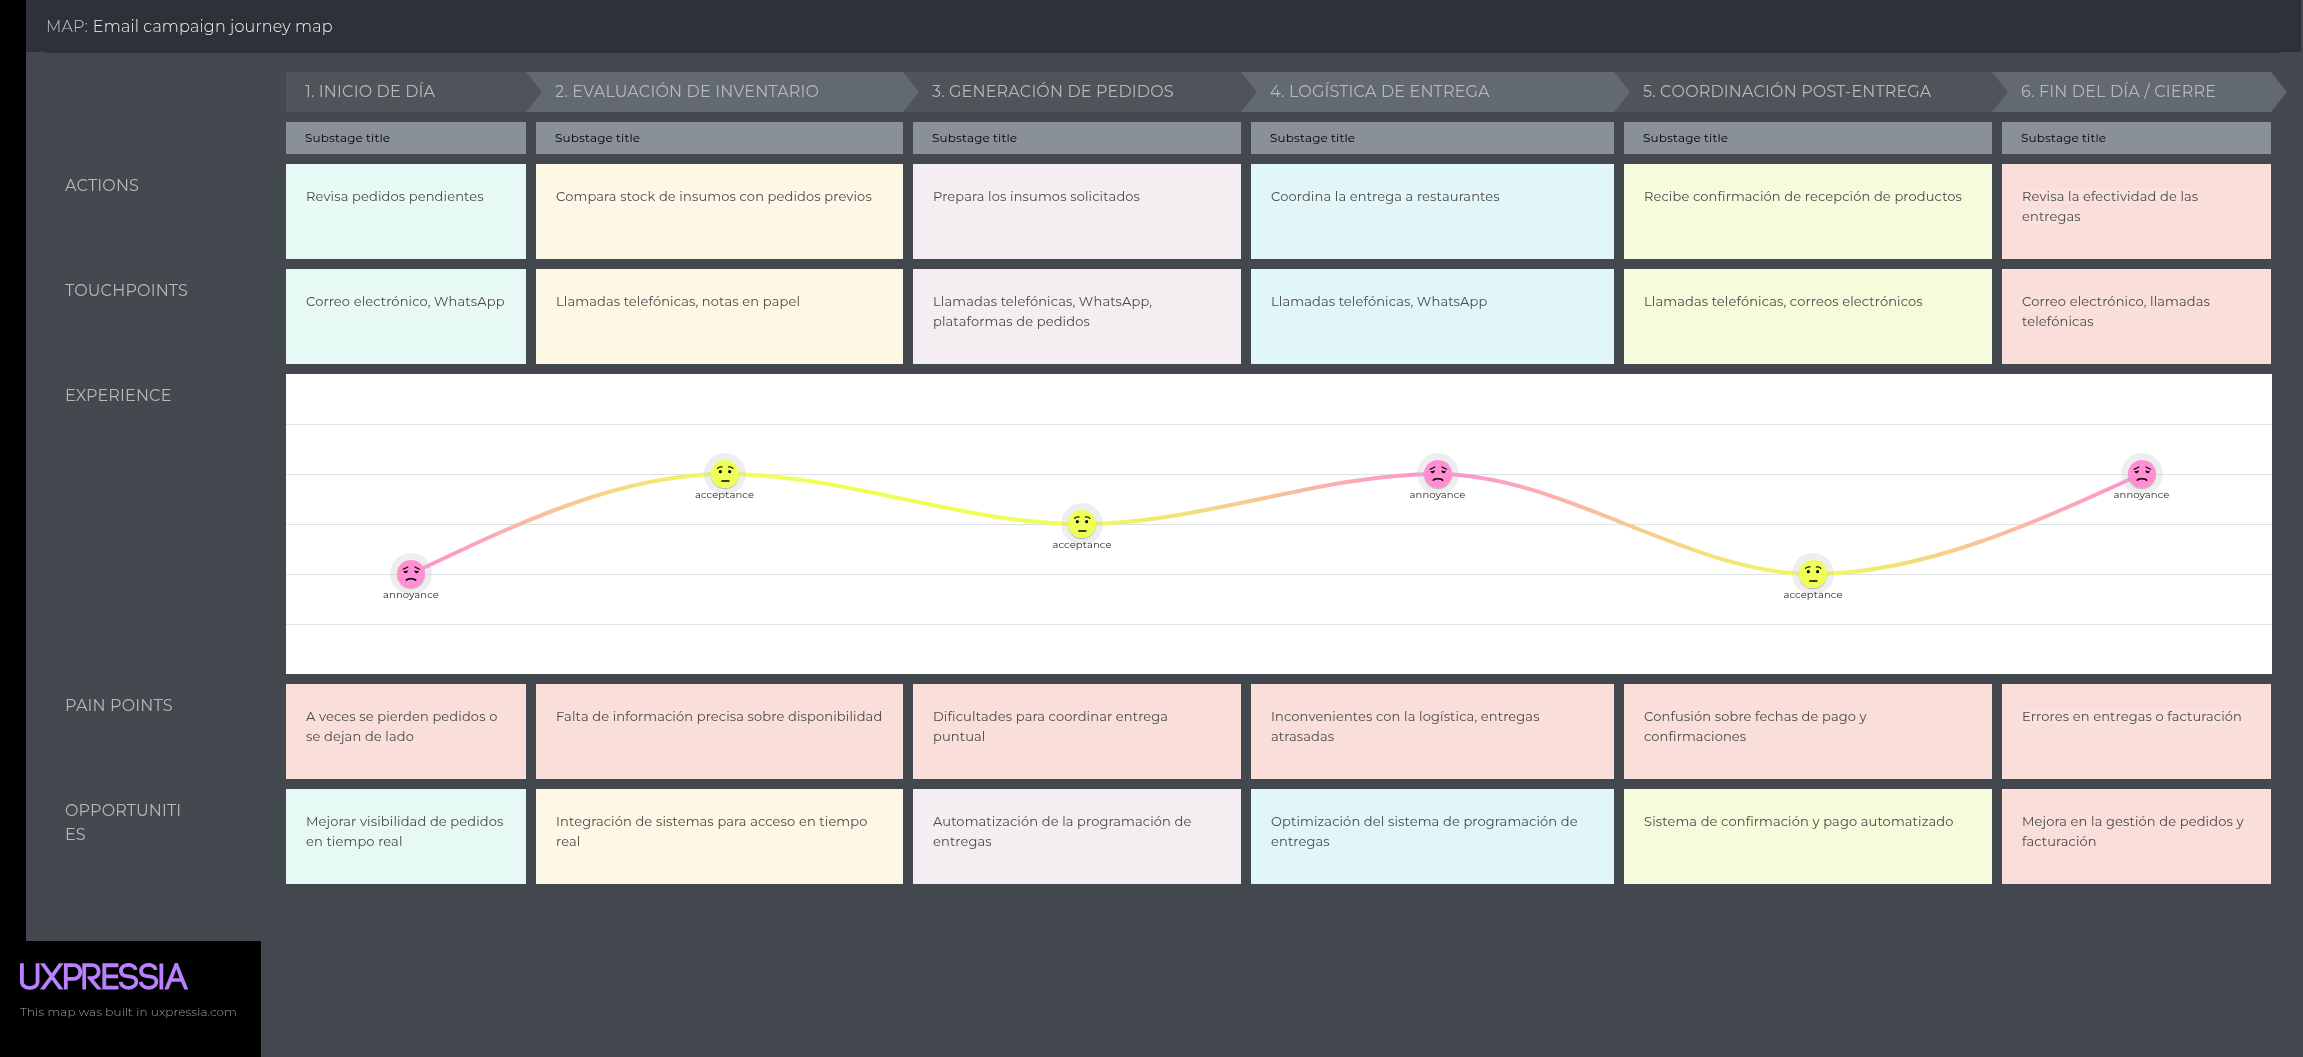 MAP: Email campaign journey map
1. INICIO DE DÍA
2. EVALUACIÓN DE INVENTARIO
3. GENERACIÓN DE PEDIDOS
4. LOGÍSTICA DE ENTREGA
5. COORDINACIÓN POST-ENTREGA
6. FIN DEL DÍA / CIERRE
Substage title
Substage title
Substage title
Substage title
Substage title
Substage title
ACTIONS
Revisa pedidos pendientes
Compara stock de insumos con pedidos previos
Prepara los insumos solicitados
Coordina la entrega a restaurantes
Recibe confirmación de recepción de productos
Revisa la efectividad de las
entregas
TOUCHPOINTS
Correo electrónico, WhatsApp
Llamadas telefónicas, notas en papel
Llamadas telefónicas, WhatsApp,
plataformas de pedidos
Llamadas telefónicas, WhatsApp
Llamadas telefónicas, correos electrónicos
Correo electrónico, llamadas
telefónicas
EXPERIENCE
annoyance
acceptance
acceptance
annoyance
acceptance
annoyance
PAIN POINTS
A veces se pierden pedidos o
se dejan de lado
Falta de información precisa sobre disponibilidad
Dificultades para coordinar entrega
puntual
Inconvenientes con la logística, entregas
atrasadas
Confusión sobre fechas de pago y
confirmaciones
Errores en entregas o facturación
OPPORTUNITI
ES
Mejorar visibilidad de pedidos
en tiempo real
Integración de sistemas para acceso en tiempo
real
Automatización de la programación de
entregas
Optimización del sistema de programación de
entregas
Sistema de confirmación y pago automatizado
Mejora en la gestión de pedidos y
facturación
UXPRESSIA
This map was built in uxpressia.com